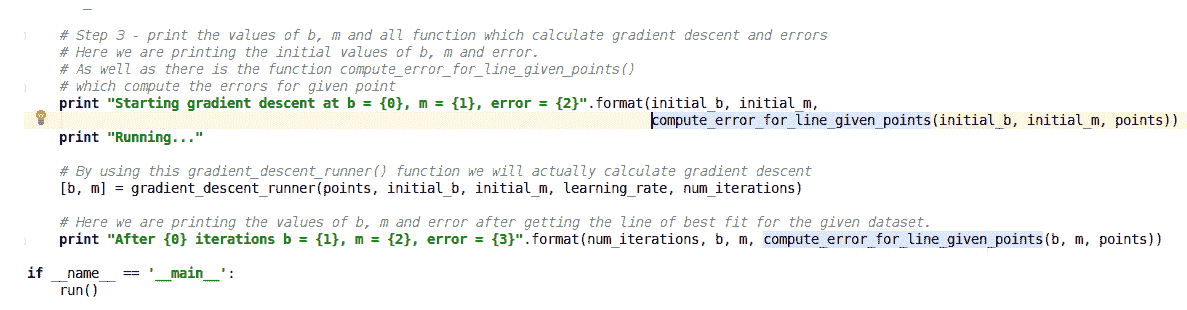 # Step 3 - print the values of b, m and all function which calculate gradient descent and errors
# Here we are printing the initial values of b, m and error.
# As well as there is the function compute_error_for_line_given_points()
# which compute the errors for given point
print "Starting gradient descent at b = {0}, m = {1}, error = {2}".format(initial_b, initial_m,
compute_error_for_line_given_points(initial_b, initial_m, points))
print "Running..."
# By using this gradient_descent_runner() function we will actually calculate gradient descent
[b, m] = gradient_descent_runner(points, initial_b, initial_m, learning_rate, num_iterations)
# Here we are printing the values of b, m and error after getting the line of best fit for the given dataset.
print "After {0} iterations b = {1}, m = {2}, error = {3}".format(num_iterations, b, m, compute_error_for_line_given_points(b, m, points))
if __name__ == '__main__':
run()